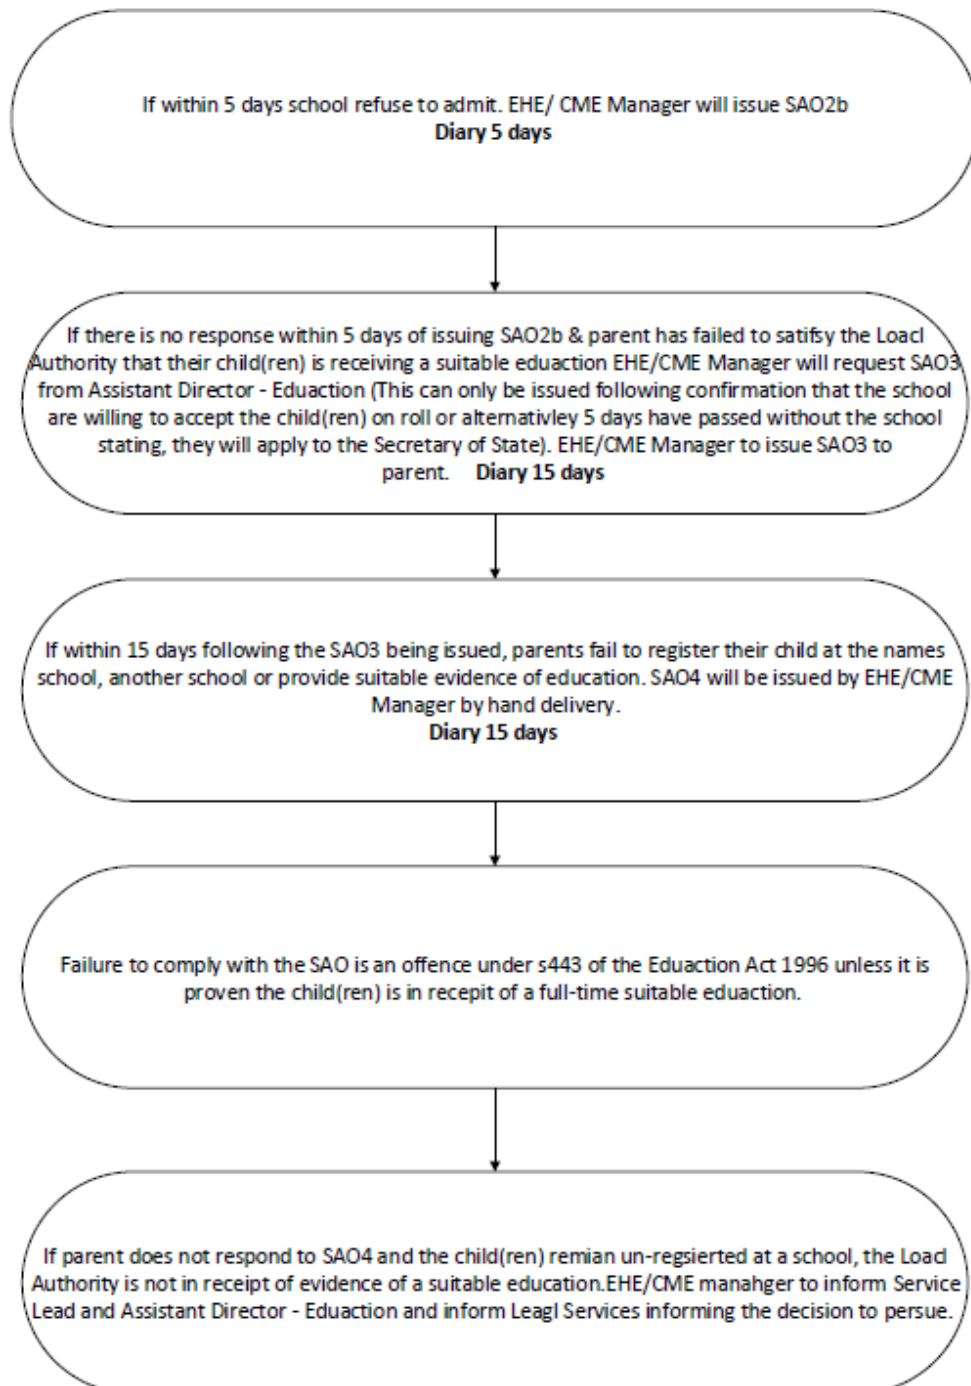 If within 5 days school refuse to admit. EHE/ CME Manager will issue SAO2b
Diary 5 days
If there is no response within 5 days of issuing SAO2b & parent has failed to satifsy the Loacl
Authority that their child(ren) is receiving a suitable eduaction EHE/CME Manager will request SAO3
from Assistant Director - Eduaction (This can only be issued following confirmation that the school
are willing to accept the child(ren) on roll or alternativley 5 days have passed without the school
stating, they will apply to the Secretary of State). EHE/CME Manager to issue SAO3 to
parent. Diary 15 days
If within 15 days following the SAO3 being issued, parents fail to register their child at the names
school, another school or provide suitable evidence of education. SAO4 will be issued by EHE/CME
Manager by hand delivery.
Diary 15 days
Failure to comply with the SAO is an offence under s443 of the Eduaction Act 1996 unless it is
proven the child(ren) is in recepit of a full-time suitable eduaction.
If parent does not respond to SAO4 and the child(ren) remian un-regsierted at a school, the Loacl
Authority is not in receipt of evidence of a suitable education.EHE/CME manahger to inform Service
Lead and Assistant Director - Eduaction and inform Leagl Services informing the decision to persue.